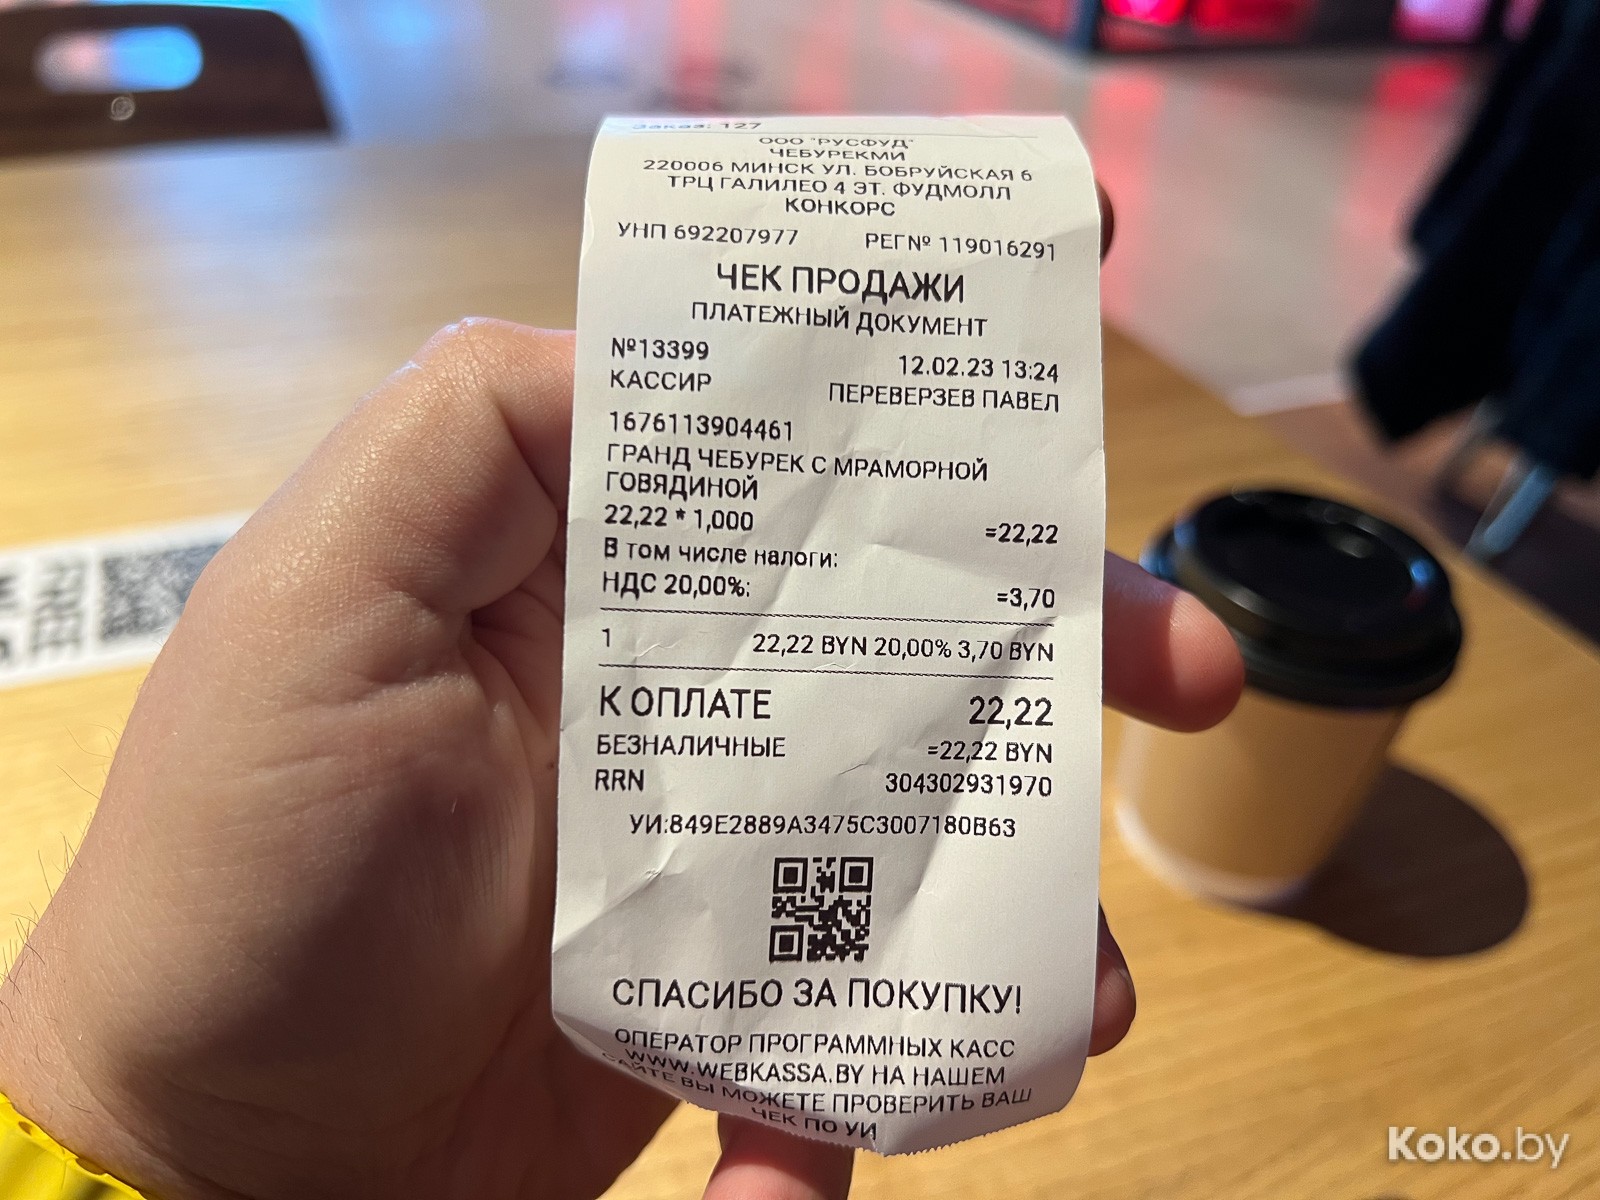 Заказ: 127
ООО "РУСФУД"
ЧЕБУРЕКМИ
220006 МИНСК УЛ. БОБРУЙСКАЯ 6
ТРЦ ГАЛИЛЕО 4 ЭТ. ФУДМОЛЛ
КОНКОРС
УНП 692207977 РЕГ№ 119016291
ЧЕК ПРОДАЖИ
ПЛАТЕЖНЫЙ ДОКУМЕНТ
№13399 12.02.23 13:24
КАССИР ПЕРЕВЕРЗЕВ ПАВЕЛ
1676113904461
ГРАНД ЧЕБУРЕК С МРАМОРНОЙ
ГОВЯДИНОЙ
22,22 * 1,000 =22,22
В том числе налоги:
НДС 20,00%: =3,70
1 22,22 BYN 20,00% 3,70 BYN
К ОПЛАТЕ 22,22
БЕЗНАЛИЧНЫЕ =22,22 BYN
RRN 304302931970
УИ:849E2889A3475C3007180B63
СПАСИБО ЗА ПОКУПКУ!
ОПЕРАТОР ПРОГРАММНЫХ КАСС
WWW.WEBKASSA.BY НА НАШЕМ
САЙТЕ ВЫ МОЖЕТЕ ПРОВЕРИТЬ ВАШ
ЧЕК ПО УИ
FREE
Koko.by